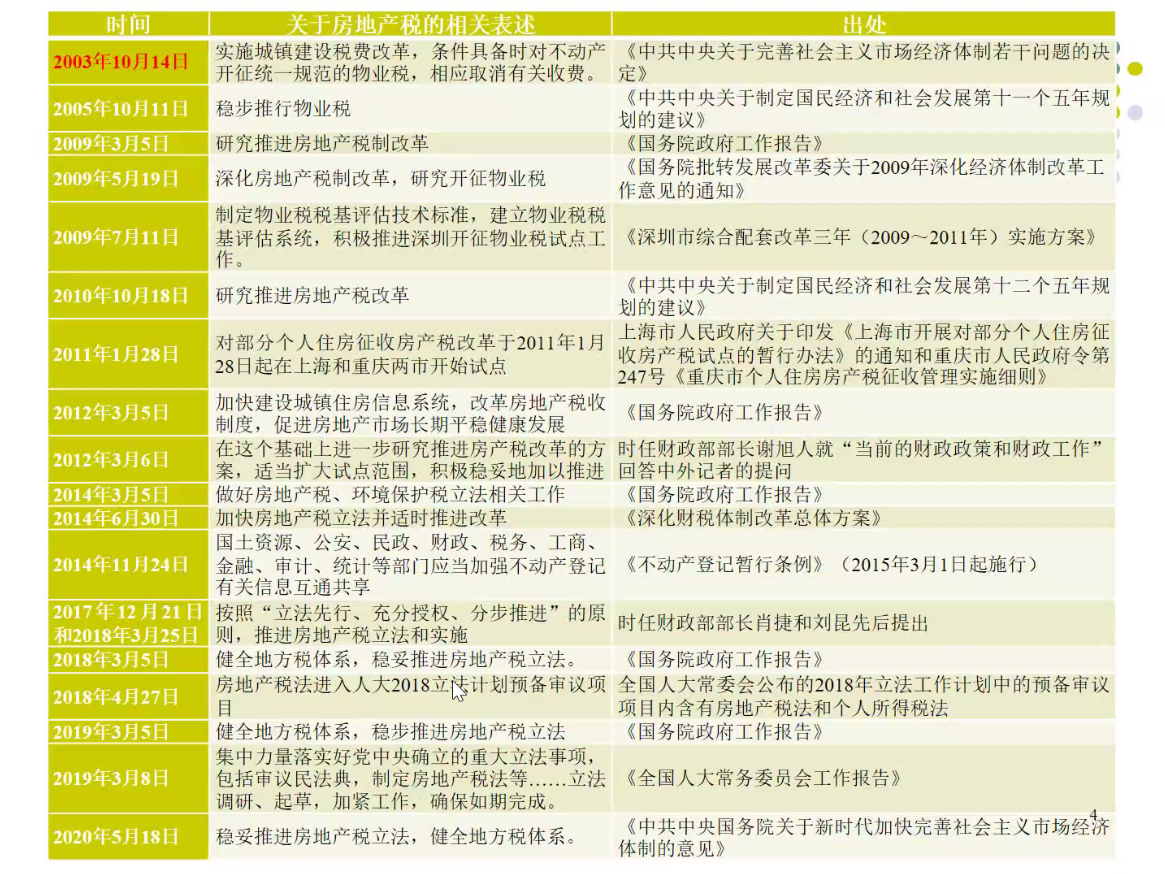 时间
关于房地产税的相关表述
出处
2003年10月14日
实施城镇建设税费改革，条件具备时对不动产
开征统一规范的物业税，相应取消有关收费。
《中共中央关于完善社会主义市场经济体制若干问题的决
定》
2005年10月11日
稳步推行物业税
《中共中央关于制定国民经济和社会发展第十一个五年规
划的建议》
2009年3月5日
研究推进房地产税制改革
《国务院政府工作报告》
2009年5月19日
深化房地产税制改革，研究开征物业税
《国务院批转发展改革委关于2009年深化经济体制改革工
作意见的通知》
2009年7月11日
制定物业税税基评估技术标准，建立物业税税
基评估系统，积极推进深圳开征物业税试点工
作。
《深圳市综合配套改革三年（2009～2011年）实施方案》
2010年10月18日
研究推进房地产税改革
《中共中央关于制定国民经济和社会发展第十二个五年规
划的建议》
2011年1月28日
对部分个人住房征收房产税改革于2011年1月
28日起在上海和重庆两市开始试点
上海市人民政府关于印发《上海市开展对部分个人住房征
收房产税试点的暂行办法》的通知和重庆市人民政府令第
247号《重庆市个人住房房产税征收管理实施细则》
2012年3月5日
加快建设城镇住房信息系统，改革房地产税收
制度，促进房地产市场长期平稳健康发展
《国务院政府工作报告》
2012年3月6日
在这个基础上进一步研究推进房产税改革的方
案，适当扩大试点范围，积极稳妥地加以推进
时任财政部部长谢旭人就“当前的财政政策和财政工作”
回答中外记者的提问
2014年3月5日
做好房地产税、环境保护税立法相关工作
《国务院政府工作报告》
2014年6月30日
加快房地产税立法并适时推进改革
《深化财税体制改革总体方案》
2014年11月24日
国土资源、公安、民政、财政、税务、工商、
金融、审计、统计等部门应当加强不动产登记
有关信息互通共享
《不动产登记暂行条例》（2015年3月1日起施行）
2017年12月21日
和2018年3月25日
按照“立法先行、充分授权、分步推进”的原
则，推进房地产税立法和实施
时任财政部部长肖捷和刘昆先后提出
2018年3月5日
健全地方税体系，稳妥推进房地产税立法。
《国务院政府工作报告》
2018年4月27日
房地产税法进入人大2018立法计划预备审议项
目
全国人大常委会公布的2018年立法工作计划中的预备审议
项目内含有房地产税法和个人所得税法
2019年3月5日
健全地方税体系，稳步推进房地产税立法
《国务院政府工作报告》
2019年3月8日
集中力量落实好党中央确立的重大立法事项，
包括审议民法典，制定房地产税法等……立法
调研、起草，加紧工作，确保如期完成。
《全国人大常务委员会工作报告》
2020年5月18日
稳妥推进房地产税立法，健全地方税体系。
《中共中央国务院关于新时代加快完善社会主义市场经济
体制的意见》
4